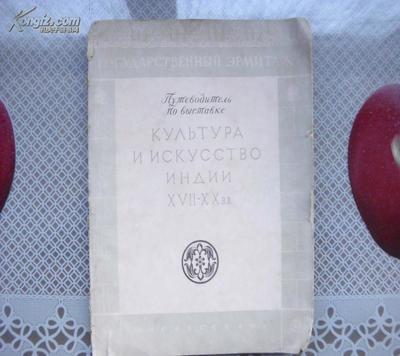 Kongfz.com
ГОСУДАРСТВЕННЫЙ ЭРМИТАЖ
Путеводитель
по выставке
КУЛЬТУРА
И ИСКУССТВО
ИНДИИ
XVII-XX вв.